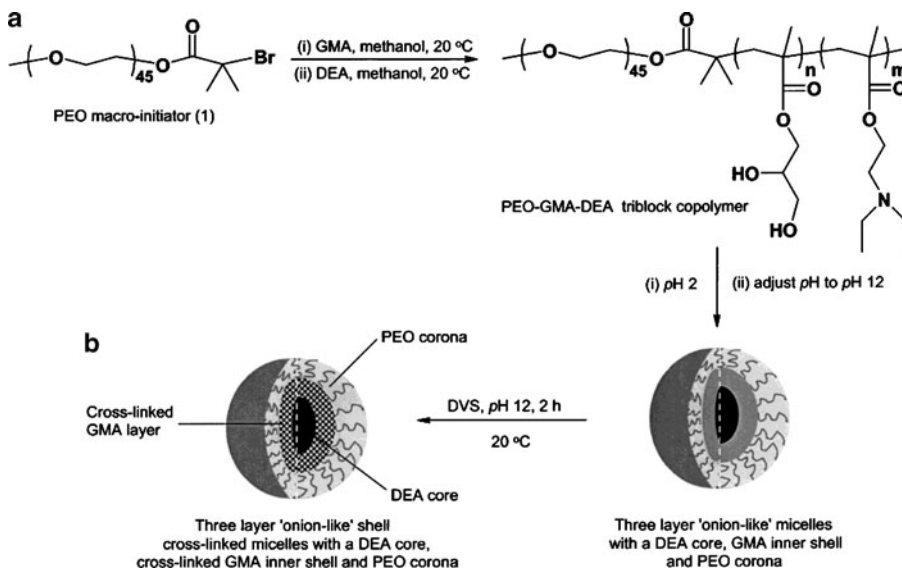 a
O
45
O
O
Br
PEO macro-initiator (1)
(i) GMA, methanol, 20 ºC
(ii) DEA, methanol, 20 ºC
O
45
O
O
n
m
O
O
O
O
HO
HO
N
PEO-GMA-DEA triblock copolymer
(i) pH 2
(ii) adjust pH to pH 12
b
PEO corona
Cross-linked
GMA layer
DEA core
DVS, pH 12, 2 h
20 ºC
Three layer 'onion-like' shell
cross-linked micelles with a DEA core,
cross-linked GMA inner shell and PEO corona
Three layer 'onion-like' micelles
with a DEA core, GMA inner shell
and PEO corona